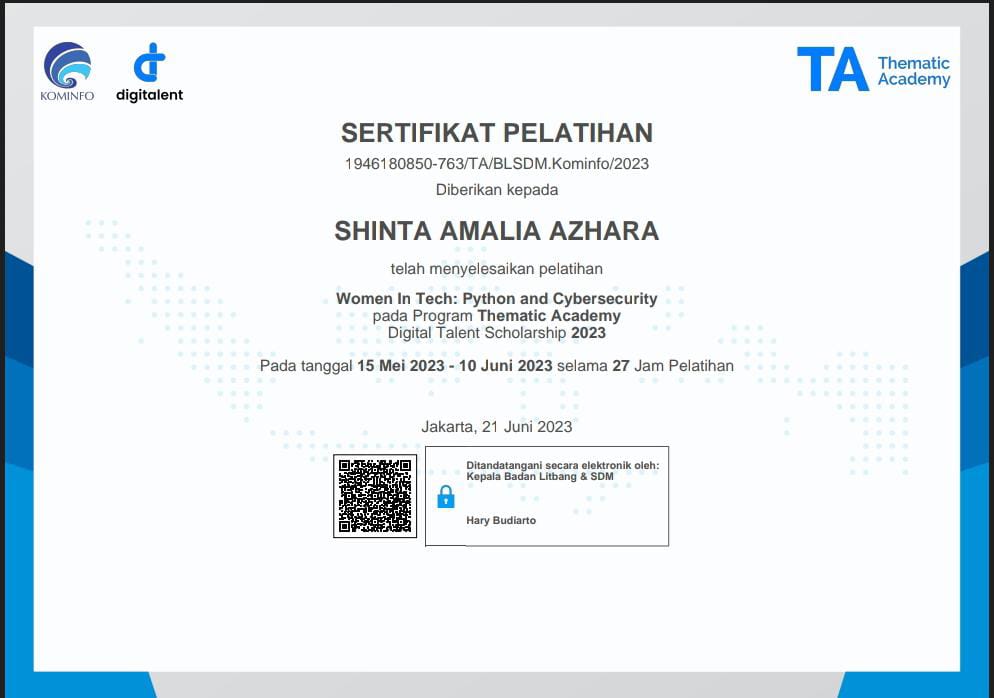 KOMINFO
digitalent
TA Thematic
Academy
SERTIFIKAT PELATIHAN
1946180850-763/TA/BLSDM.Kominfo/2023
Diberikan kepada
SHINTA AMALIA AZHARA
telah menyelesaikan pelatihan
Women In Tech: Python and Cybersecurity
pada Program Thematic Academy
Digital Talent Scholarship 2023
Pada tanggal 15 Mei 2023 - 10 Juni 2023 selama 27 Jam Pelatihan
Jakarta, 21 Juni 2023
Ditandatangani secara elektronik oleh:
Kepala Badan Litbang & SDM
Hary Budiarto